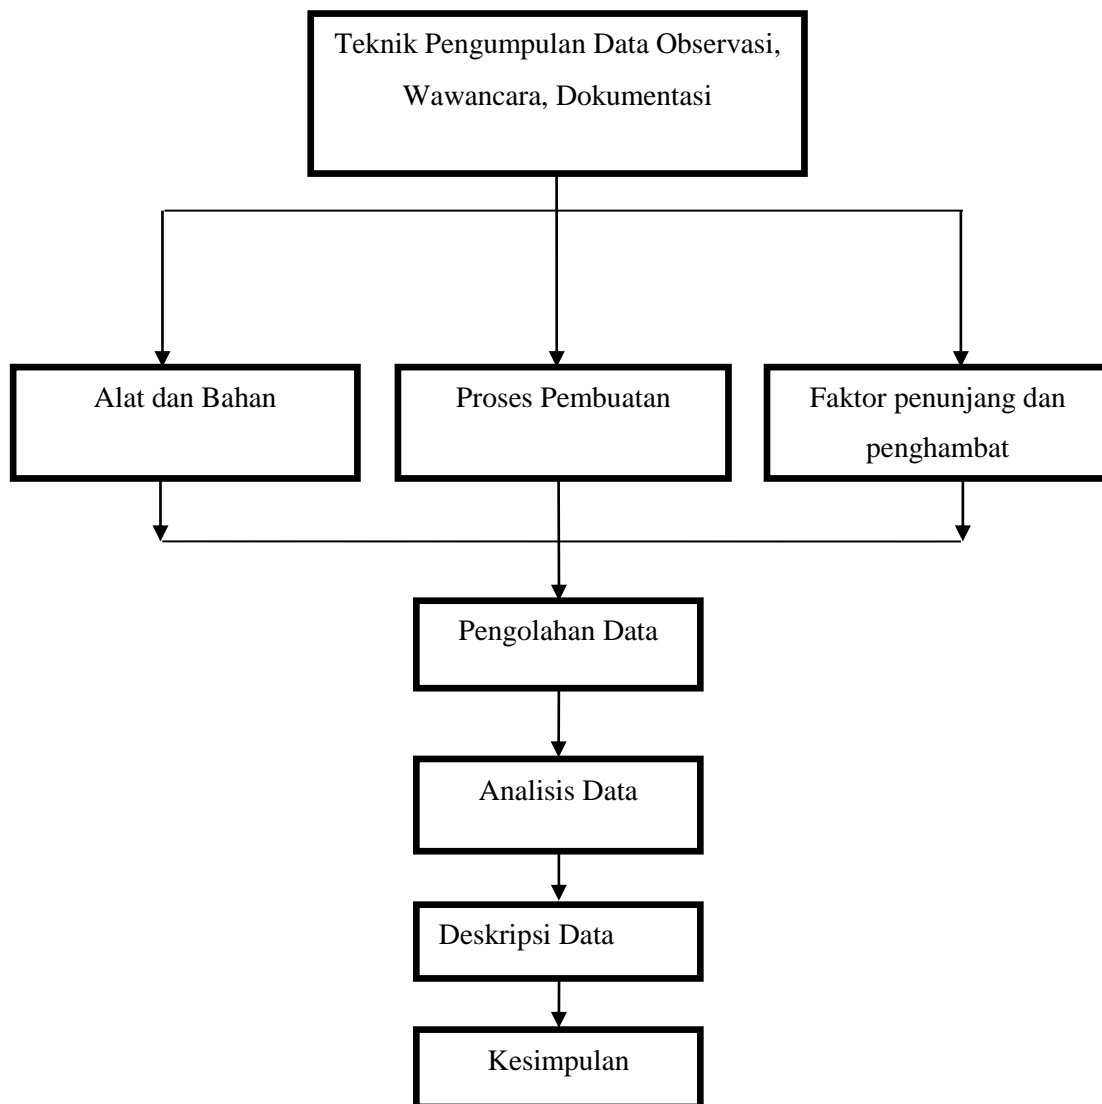 Teknik Pengumpulan Data Observasi,
Wawancara, Dokumentasi
Alat dan Bahan
Proses Pembuatan
Faktor penunjang dan
penghambat
Pengolahan Data
Analisis Data
Deskripsi Data
Kesimpulan